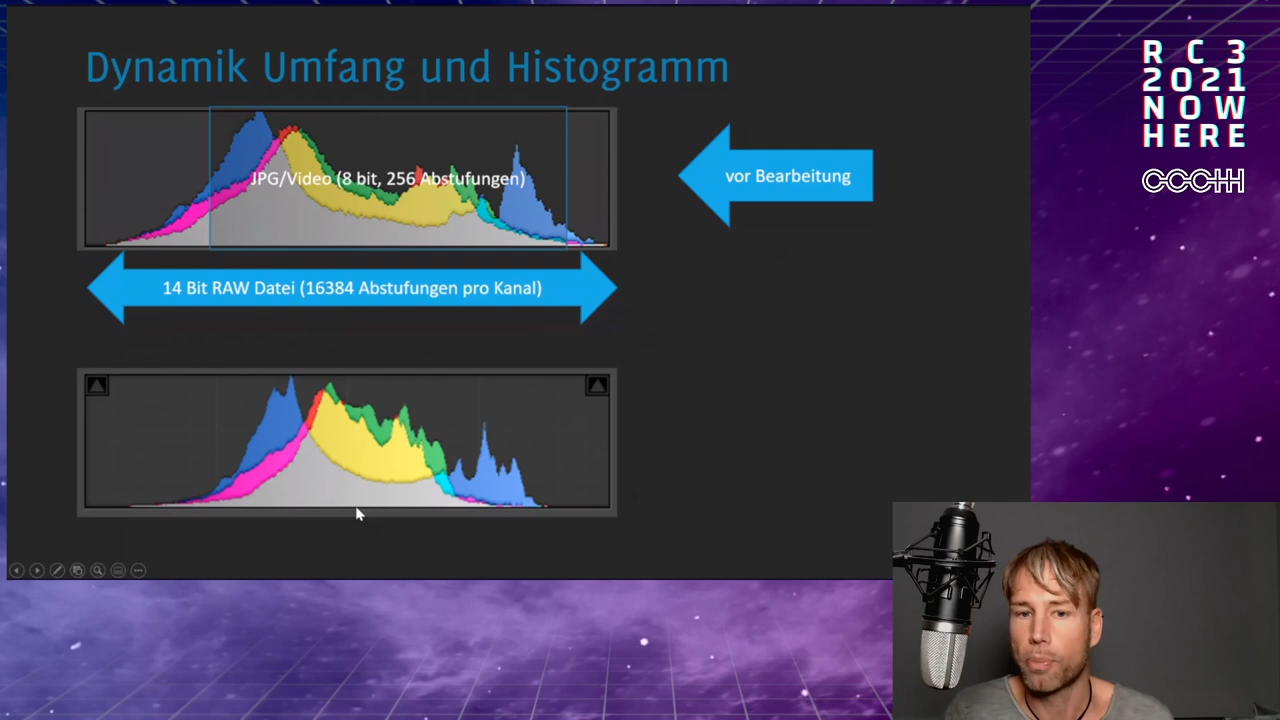 Dynamik Umfang und Histogramm
JPG/Video (8 bit, 256 Abstufungen)
vor Bearbeitung
14 Bit RAW Datei (16384 Abstufungen pro Kanal)
R C 3
2021
NOW
HERE
CCCHH